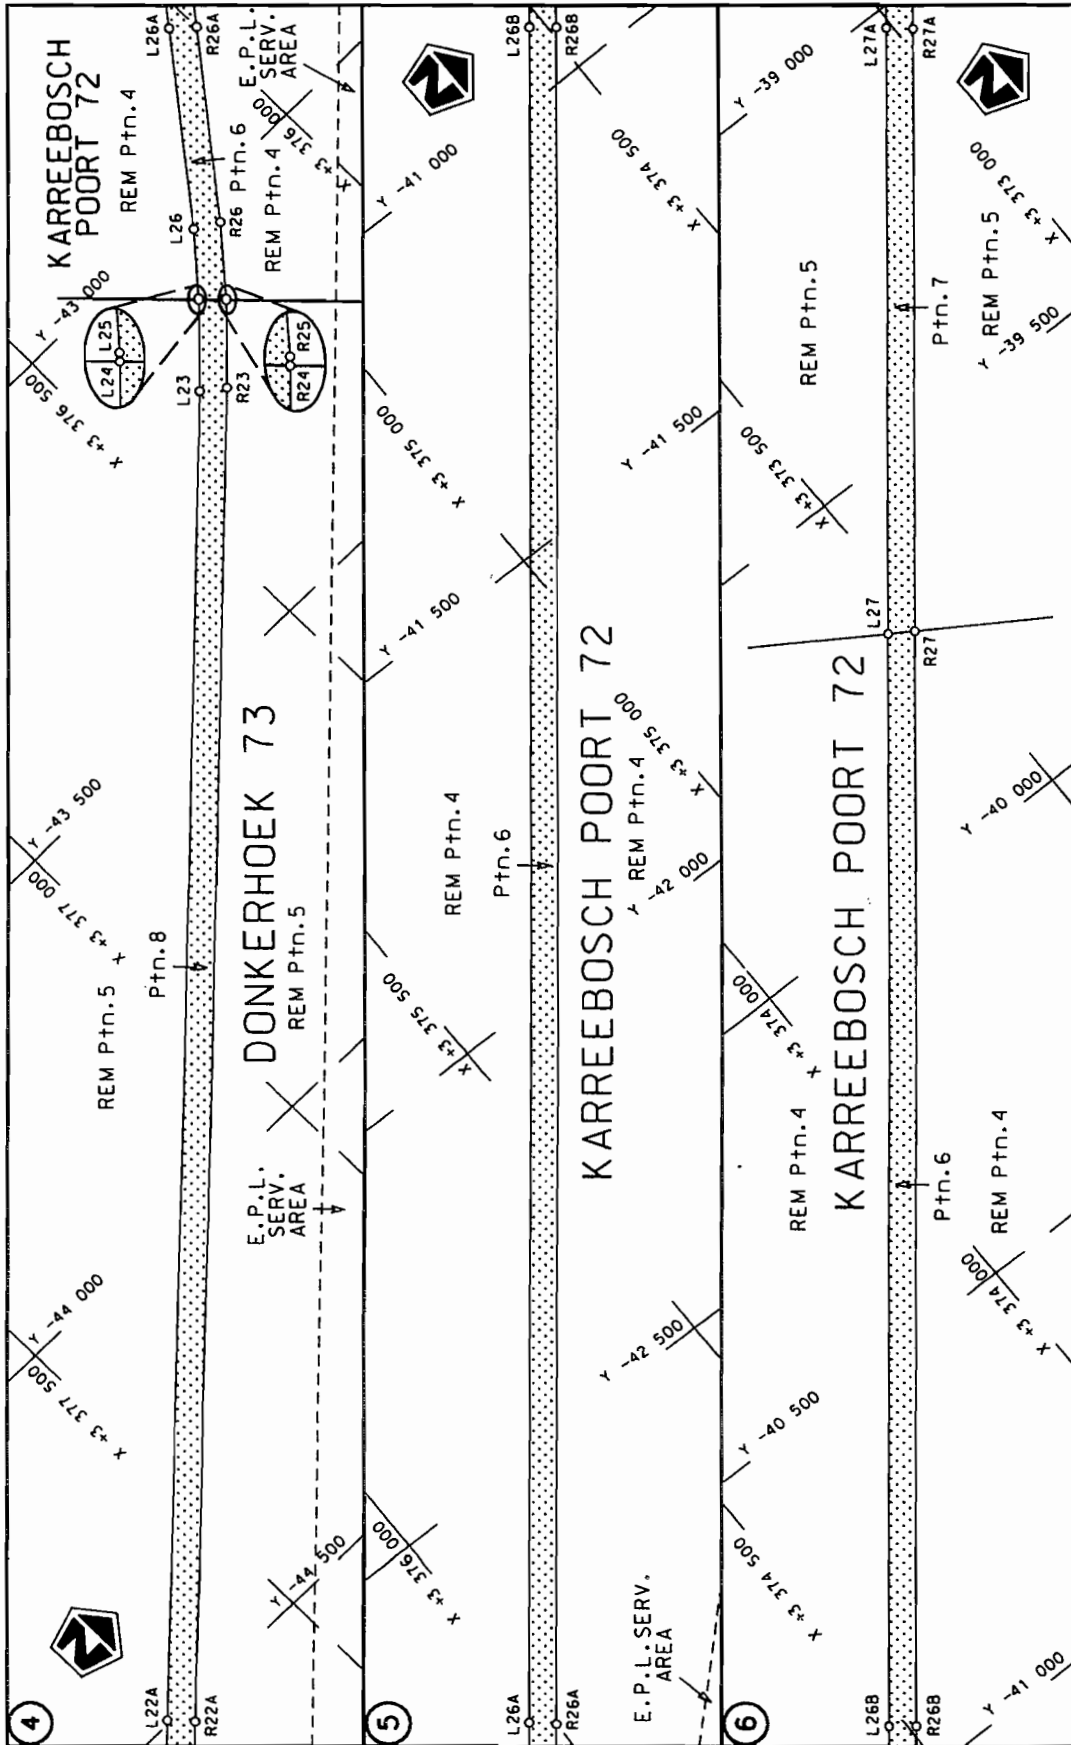 4
L22A
R22A
X +3 377 500
Y -44 000
Y -44 500
E.P.L.
SERV.
AREA
REM Ptn.5
Ptn.8
DONKERHOEK 73
REM Ptn.5
X +3 377 000
Y -43 500
X +3 376 500
Y -43 000
L24 L25
L23
R23
R24 R25
KARREEBOSCH
POORT 72
REM Ptn.4
L26
R26
Ptn.6
REM Ptn.4
X +3 376 000
E.P.L.
SERV.
AREA
L26A
R26A
5
L26A
R26A
E.P.L. SERV.
AREA
X +3 376 000
Y -42 500
X +3 375 500
REM Ptn.4
Ptn.6
KARREEBOSCH POORT 72
REM Ptn.4
Y -42 000
X +3 375 000
Y -41 500
X +3 375 000
Y -41 500
Y -41 000
X +3 374 500
L26B
R26B
6
L26B
R26B
X +3 374 500
Y -40 500
Y -41 000
REM Ptn.4
X +3 374 000
KARREEBOSCH POORT 72
Ptn.6
REM Ptn.4
X +3 374 000
Y -40 000
L27
R27
X +3 373 500
REM Ptn.5
Ptn.7
REM Ptn.5
Y -39 500
X +3 373 000
Y -39 000
L27A
R27A